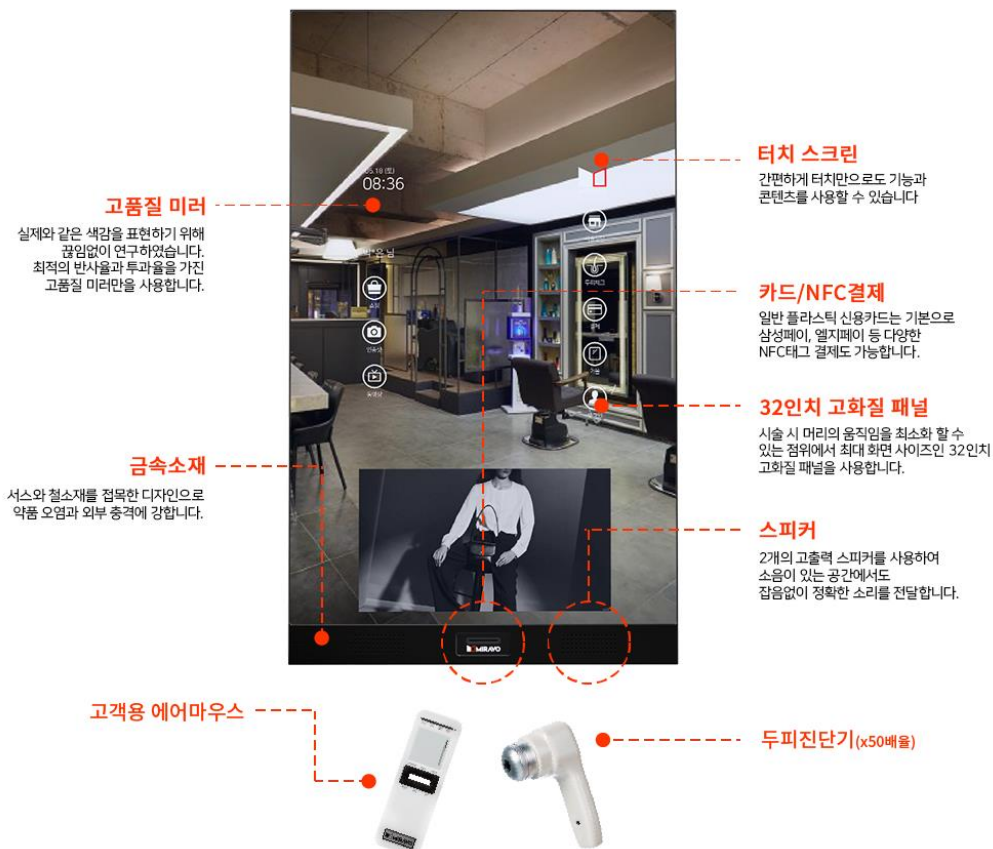 고품질 미러
실제와 같은 색감을 표현하기 위해
끊임없이 연구하였습니다.
최적의 반사율과 투과율을 가진
고품질 미러만을 사용합니다.
금속소재
서스와 철소재를 접목한 디자인으로
약품 오염과 외부 충격에 강합니다.
08:36
터치 스크린
간편하게 터치만으로도 기능과
콘텐츠를 사용할 수 있습니다
카드/NFC결제
일반 플라스틱 신용카드는 기본으로
삼성페이, 엘지페이 등 다양한
NFC태그 결제도 가능합니다.
32인치 고화질 패널
시술 시 머리의 움직임을 최소화 할 수
있는 점위에서 최대 화면 사이즈인 32인치
고화질 패널을 사용합니다.
스피커
2개의 고출력 스피커를 사용하여
소음이 있는 공간에서도
잡음없이 정확한 소리를 전달합니다.
MIRAVO
고객용 에어마우스
두피진단기(x50배율)